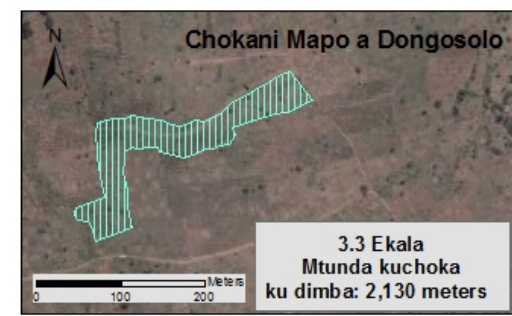 N
Chokani Mapo a Dongosolo
3.3 Ekala
Mtunda kuchoka
ku dimba: 2,130 meters
Meters
0 100 200